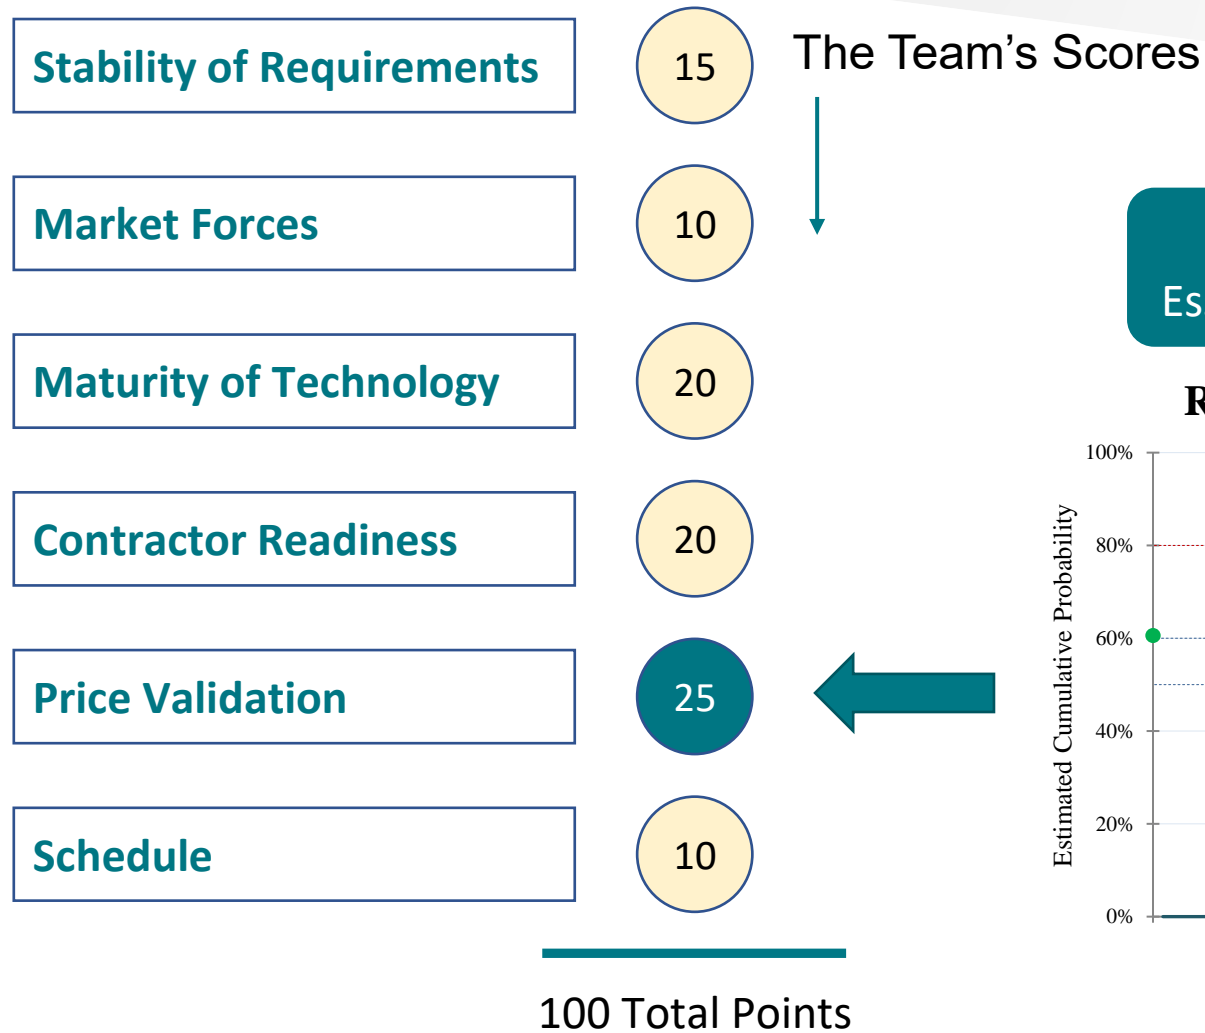 Stability of Requirements
15
The Team's Scores
Market Forces
10
Maturity of Technology
20
Contractor Readiness
20
Price Validation
25
Schedule
10
100 Total Points
Es
R
Estimated Cumulative Probability
100%
80%
60%
40%
20%
0%